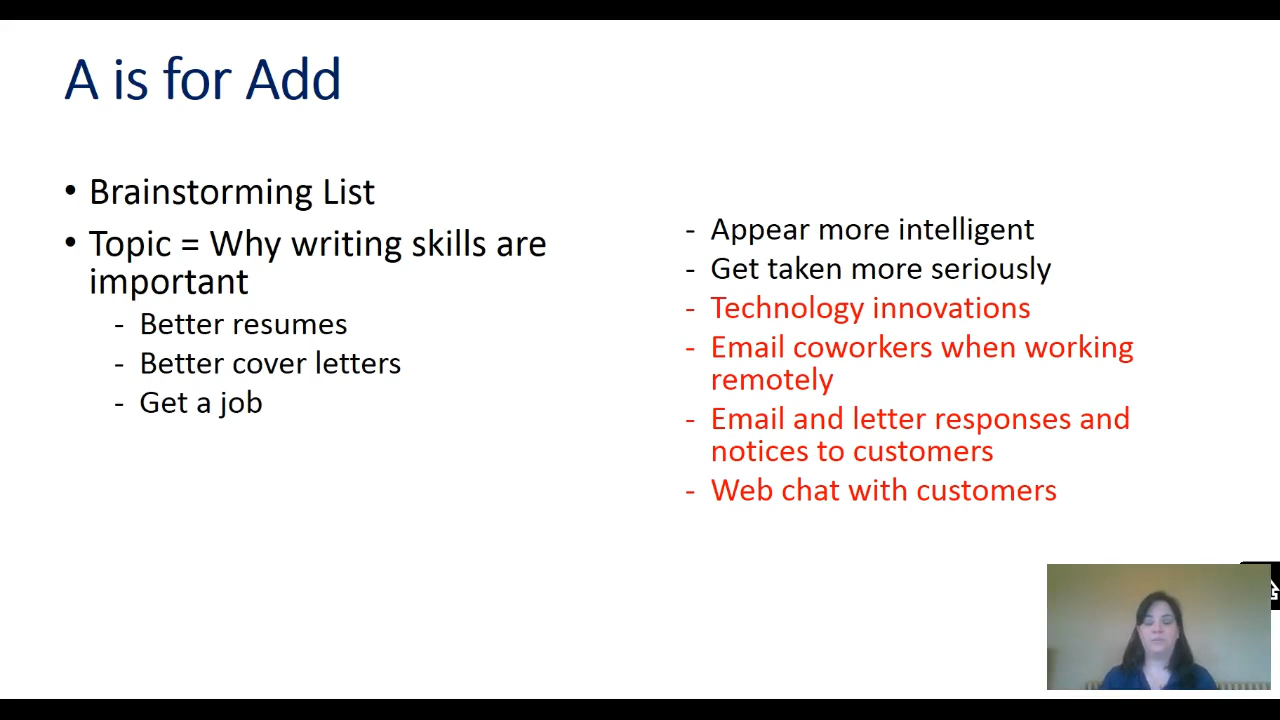 A is for Add
• Brainstorming List
• Topic = Why writing skills are
important
- Better resumes
- Better cover letters
- Get a job
- Appear more intelligent
- Get taken more seriously
- Technology innovations
- Email coworkers when working
remotely
- Email and letter responses and
notices to customers
- Web chat with customers